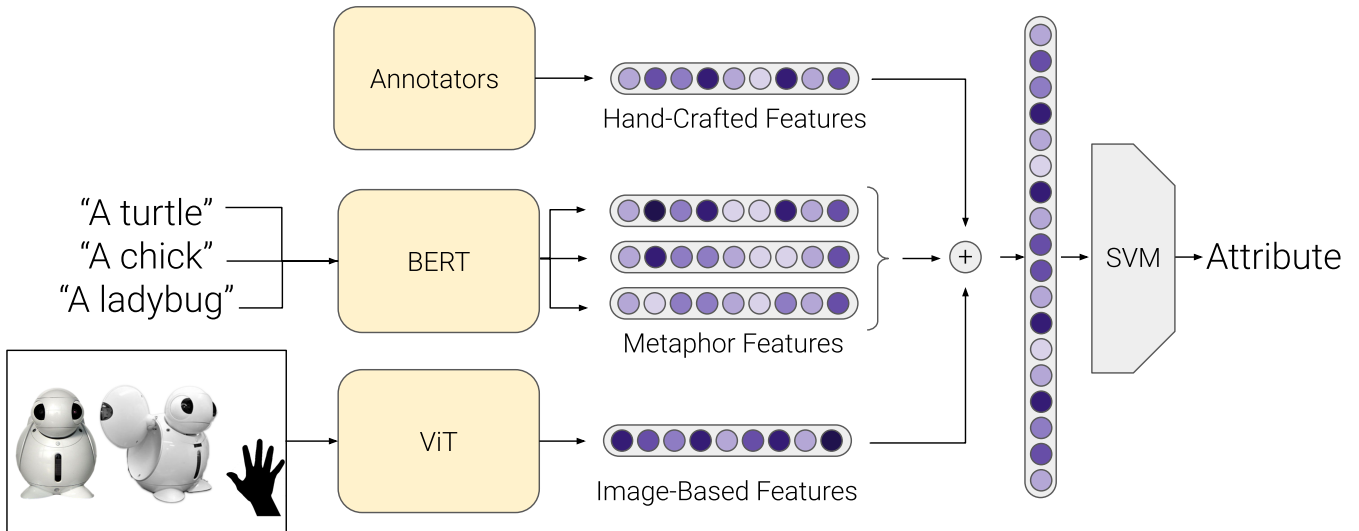 Annotators
Hand-Crafted Features
“A turtle”
“A chick”
“A ladybug”
BERT
Metaphor Features
+
SVM
Attribute
ViT
Image-Based Features